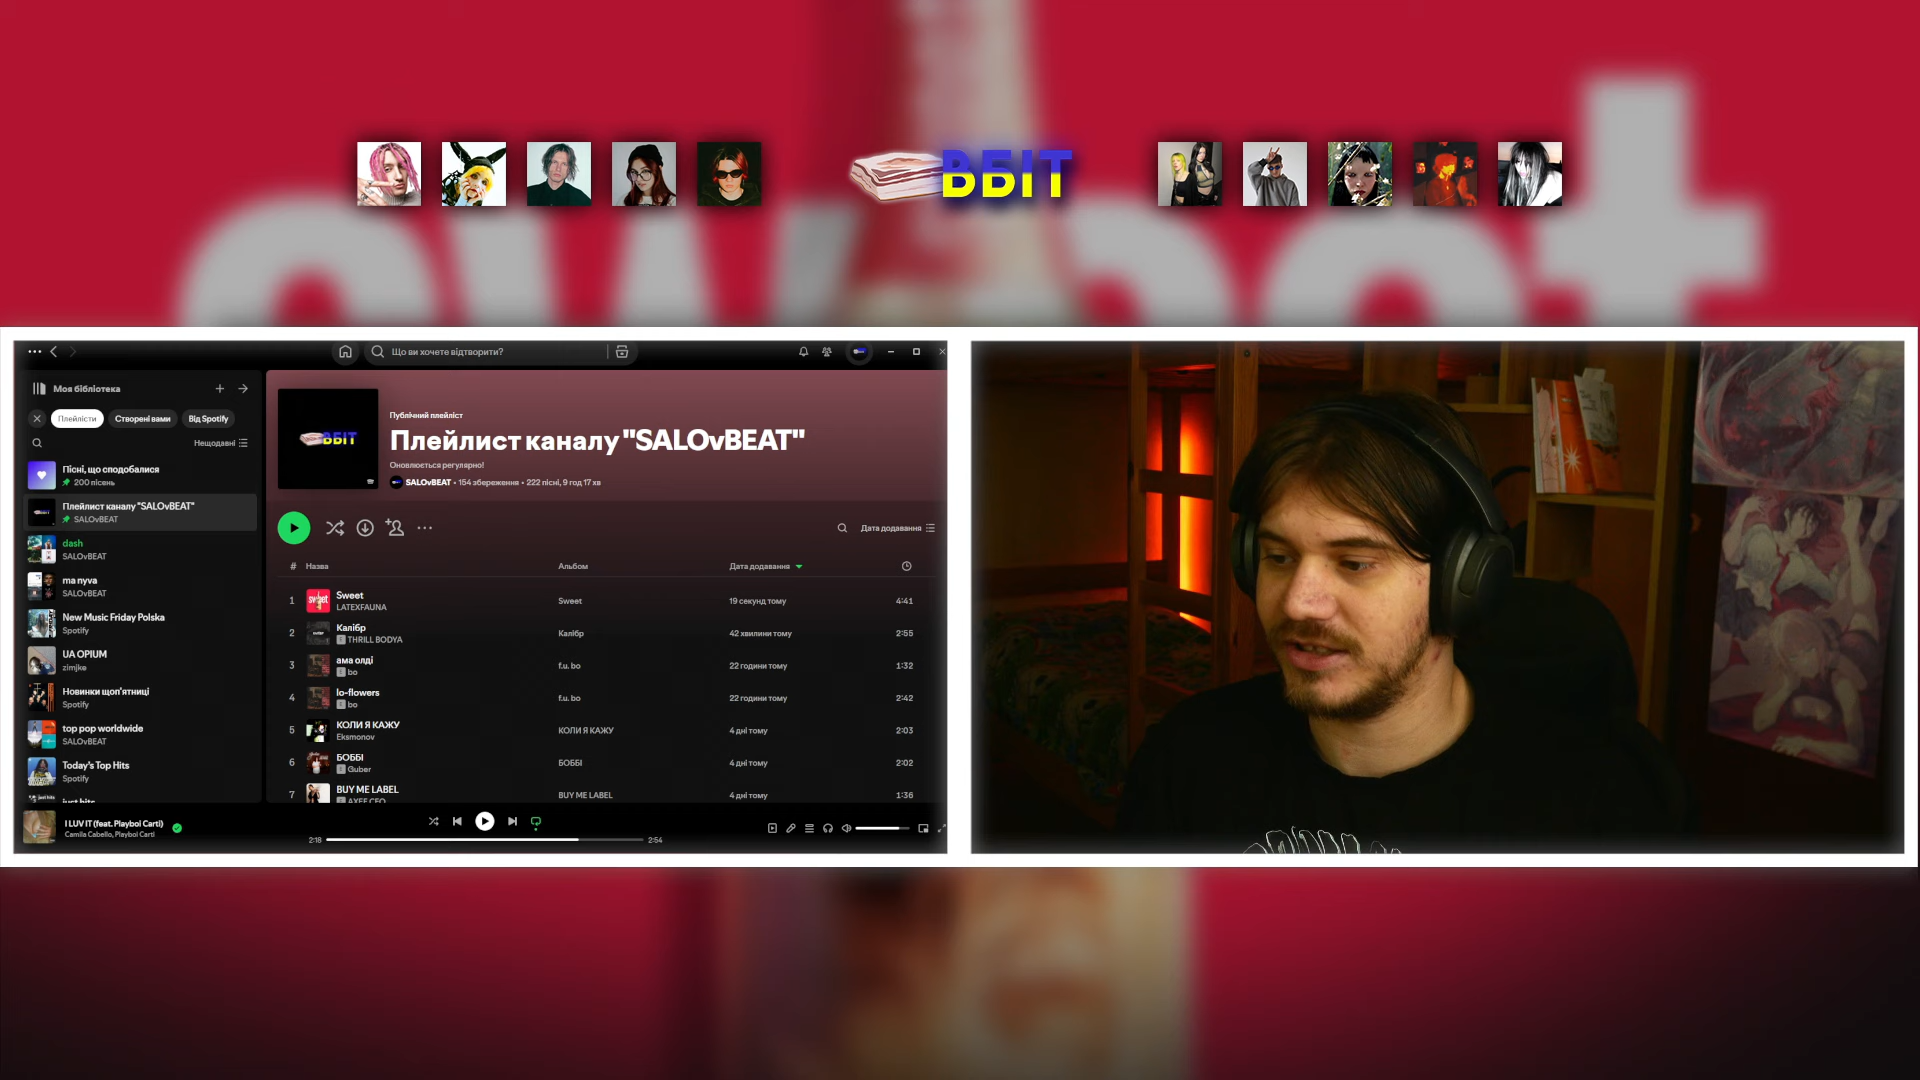 ВБІТ
Що ви хочете відтворити?
Моя бібліотека
Плейлісти
Створені вами
Від Spotify
Нещодавні
Пісні, що сподобалися
200 пісень
Плейлист каналу "SALOvBEAT"
SALOvBEAT
dash
SALOvBEAT
ma nyva
SALOvBEAT
New Music Friday Polska
Spotify
UA OPIUM
zimjke
Новинки щоп'ятниці
Spotify
top pop worldwide
SALOvBEAT
Today's Top Hits
Spotify
just hits
ВБІТ
Публічний плейліст
Плейлист каналу "SALOvBEAT"
Оновлюється регулярно!
SALOvBEAT • 154 збереження • 222 пісні, 9 год 17 хв
Дата додавання
# Назва Альбом Дата додавання
1 Sweet Sweet 19 секунд тому 4:41
LATEXFAUNA
2 Калібр Калібр 42 хвилини тому 2:55
E THRILL BODYA
3 ама олді f.u. bo 22 години тому 1:32
E bo
4 lo-flowers f.u. bo 22 години тому 2:42
E bo
5 КОЛИ Я КАЖУ КОЛИ Я КАЖУ 4 дні тому 2:03
Eksmonov
6 БОББІ БОББІ 4 дні тому 2:02
E Guber
7 BUY ME LABEL BUY ME LABEL 4 дні тому 1:36
E AXEE CEO
I LUV IT (feat. Playboi Carti)
Camila Cabello, Playboi Carti
2:18 2:54